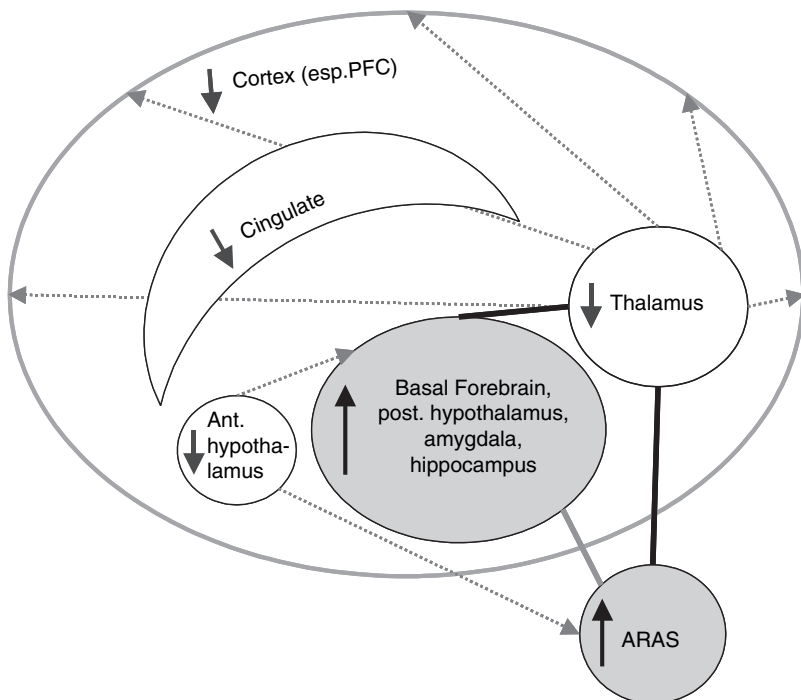 Cortex (esp.PFC)
Cingulate
Thalamus
Basal Forebrain,
post. hypothalamus,
amygdala,
hippocampus
Ant.
hypotha-
lamus
ARAS